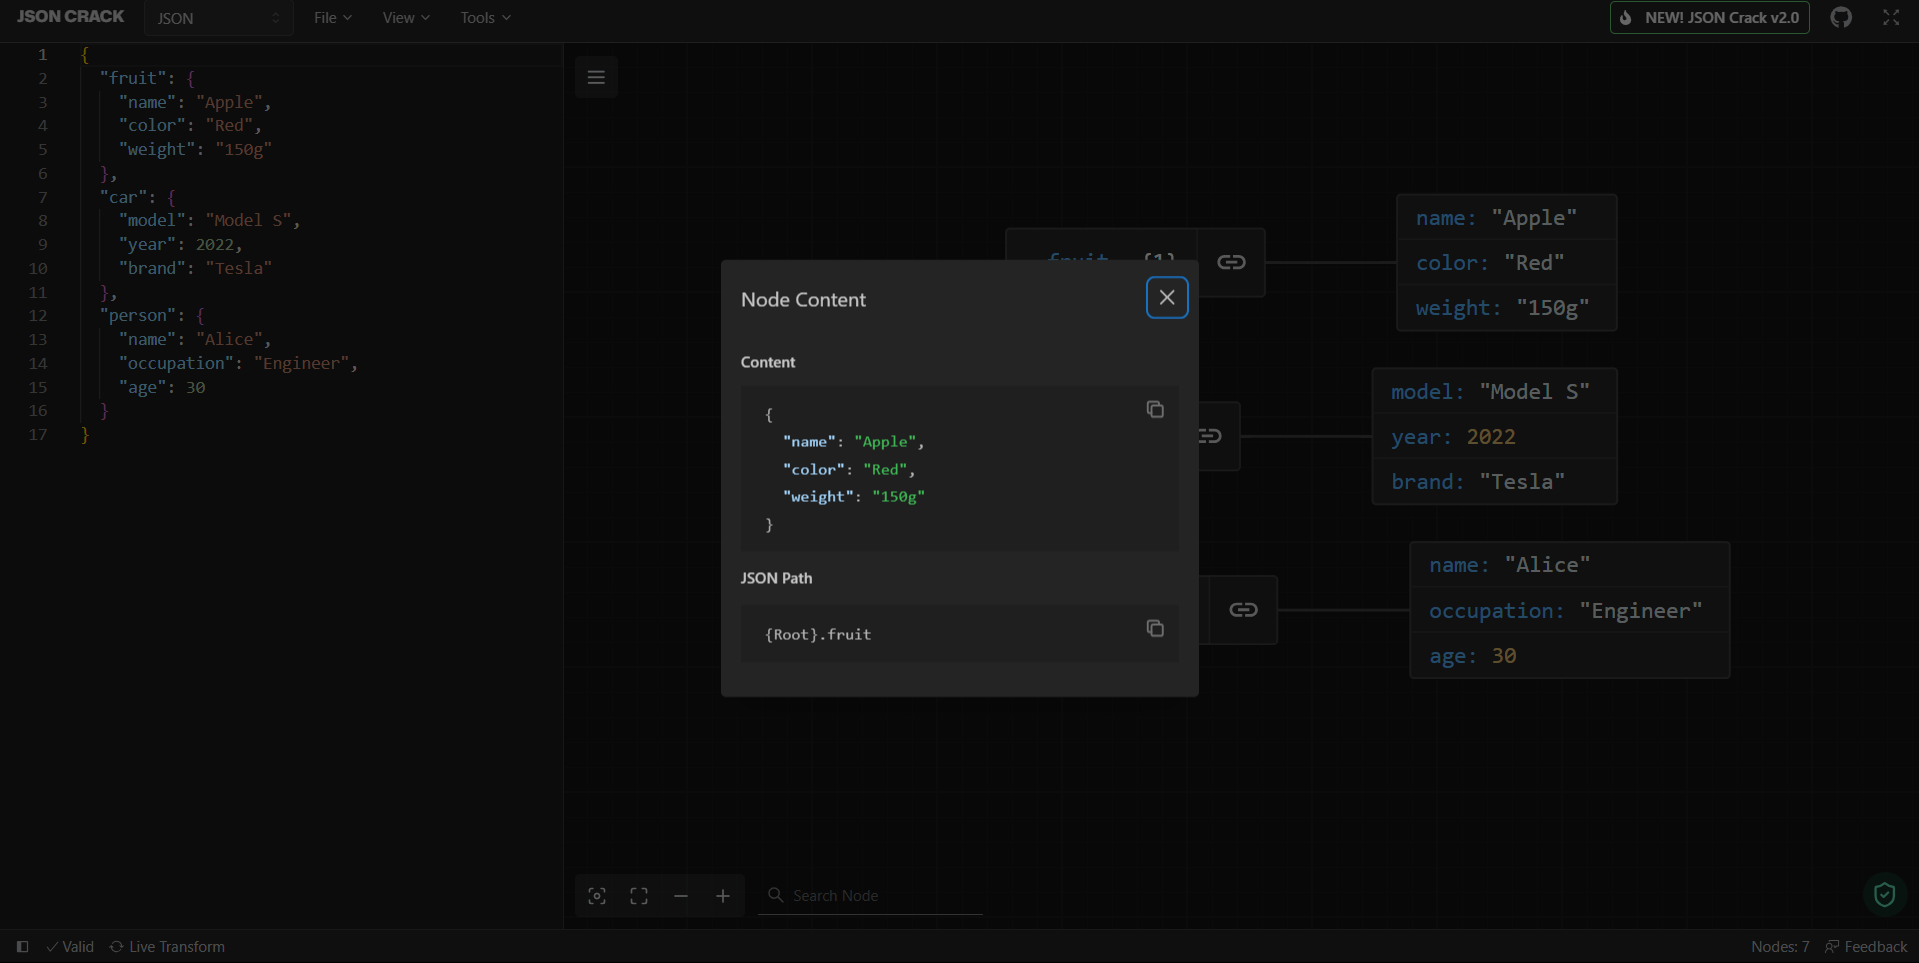 JSON CRACK JSON File View Tools NEW! JSON Crack v2.0
1 {
2 "fruit": {
3 "name": "Apple",
4 "color": "Red",
5 "weight": "150g"
6 },
7 "car": {
8 "model": "Model S",
9 "year": 2022,
10 "brand": "Tesla"
11 },
12 "person": {
13 "name": "Alice",
14 "occupation": "Engineer",
15 "age": 30
16 }
17 }
fruit {1}
name: "Apple"
color: "Red"
weight: "150g"
model: "Model S"
year: 2022
brand: "Tesla"
name: "Alice"
occupation: "Engineer"
age: 30
Node Content
Content
{
"name": "Apple",
"color": "Red",
"weight": "150g"
}
JSON Path
{Root}.fruit
Search Node
Valid Live Transform Nodes: 7 Feedback